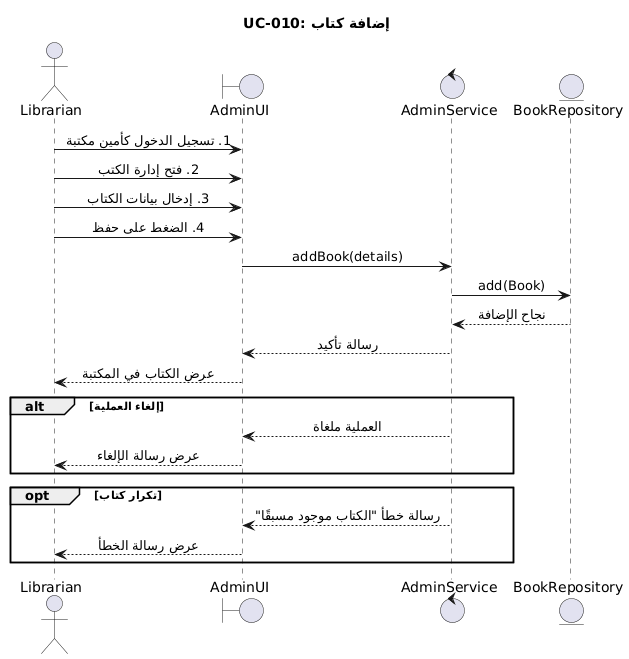 UC-010: إضافة كتاب
Librarian
AdminUI
AdminService
BookRepository
1. تسجيل الدخول كأمين مكتبة
2. فتح إدارة الكتب
3. إدخال بيانات الكتاب
4. الضغط على حفظ
addBook(details)
add(Book)
نجاح الإضافة
رسالة تأكيد
عرض الكتاب في المكتبة
alt [إلغاء العملية]
العملية ملغاة
عرض رسالة الإلغاء
opt [تكرار كتاب]
رسالة خطأ "الكتاب موجود مسبقًا"
عرض رسالة الخطأ
Librarian
AdminUI
AdminService
BookRepository